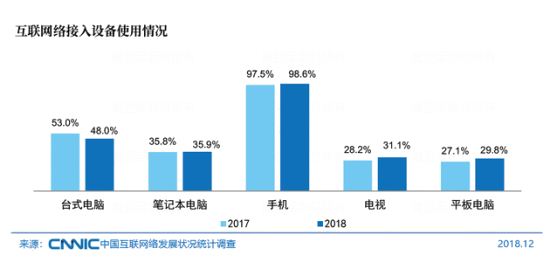 互联网络接入设备使用情况
97.5% 98.6%
53.0% 48.0%
35.8% 35.9%
28.2% 31.1%
27.1% 29.8%
台式电脑 笔记本电脑 手机 电视 平板电脑
2017 2018
来源：CNNIC中国互联网络发展状况统计调查 2018.12